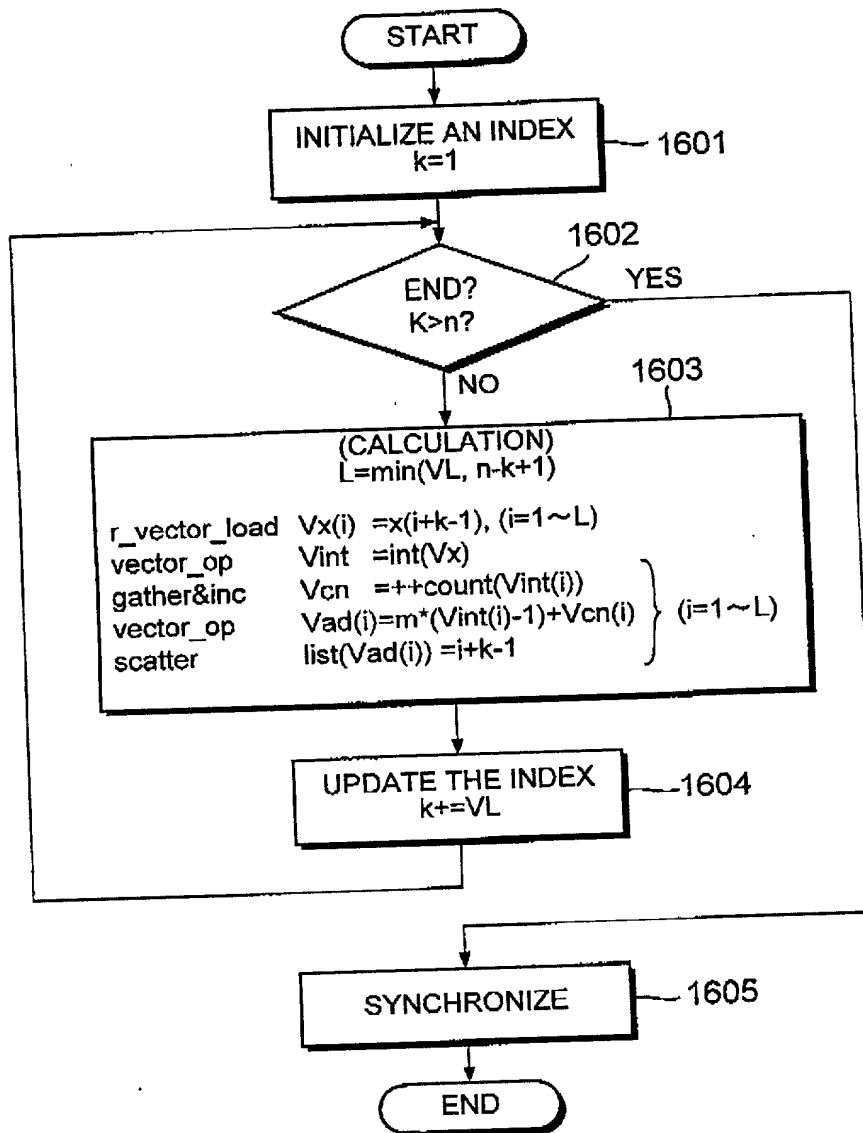 START
INITIALIZE AN INDEX
k=1
1601
1602
END?
K>n?
YES
NO
1603
(CALCULATION)
L=min(VL, n-k+1)
r_vector_load Vx(i) =x(i+k-1), (i=1~L)
vector_op Vint =int(Vx)
gather&inc Vcn =++count(Vint(i))
vector_op Vad(i)=m*(Vint(i)-1)+Vcn(i) (i=1~L)
scatter list(Vad(i)) =i+k-1
UPDATE THE INDEX
k+=VL
1604
SYNCHRONIZE
1605
END